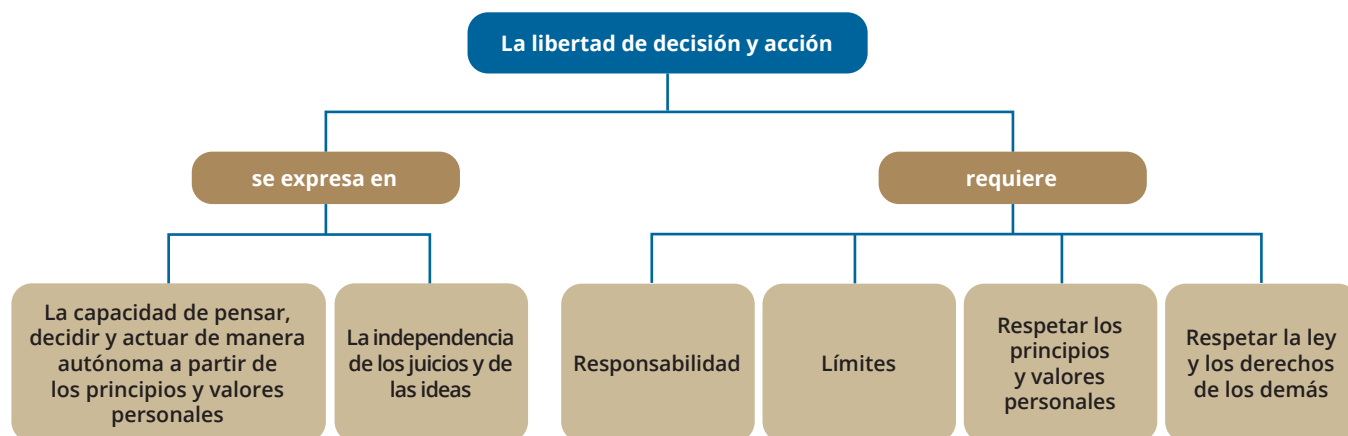 La libertad de decisión y acción
se expresa en
requiere
La capacidad de pensar,
decidir y actuar de manera
autónoma a partir de
los principios y valores
personales
La independencia
de los juicios y de
las ideas
Responsabilidad
Límites
Respetar los
principios
y valores
personales
Respetar la ley
y los derechos
de los demás